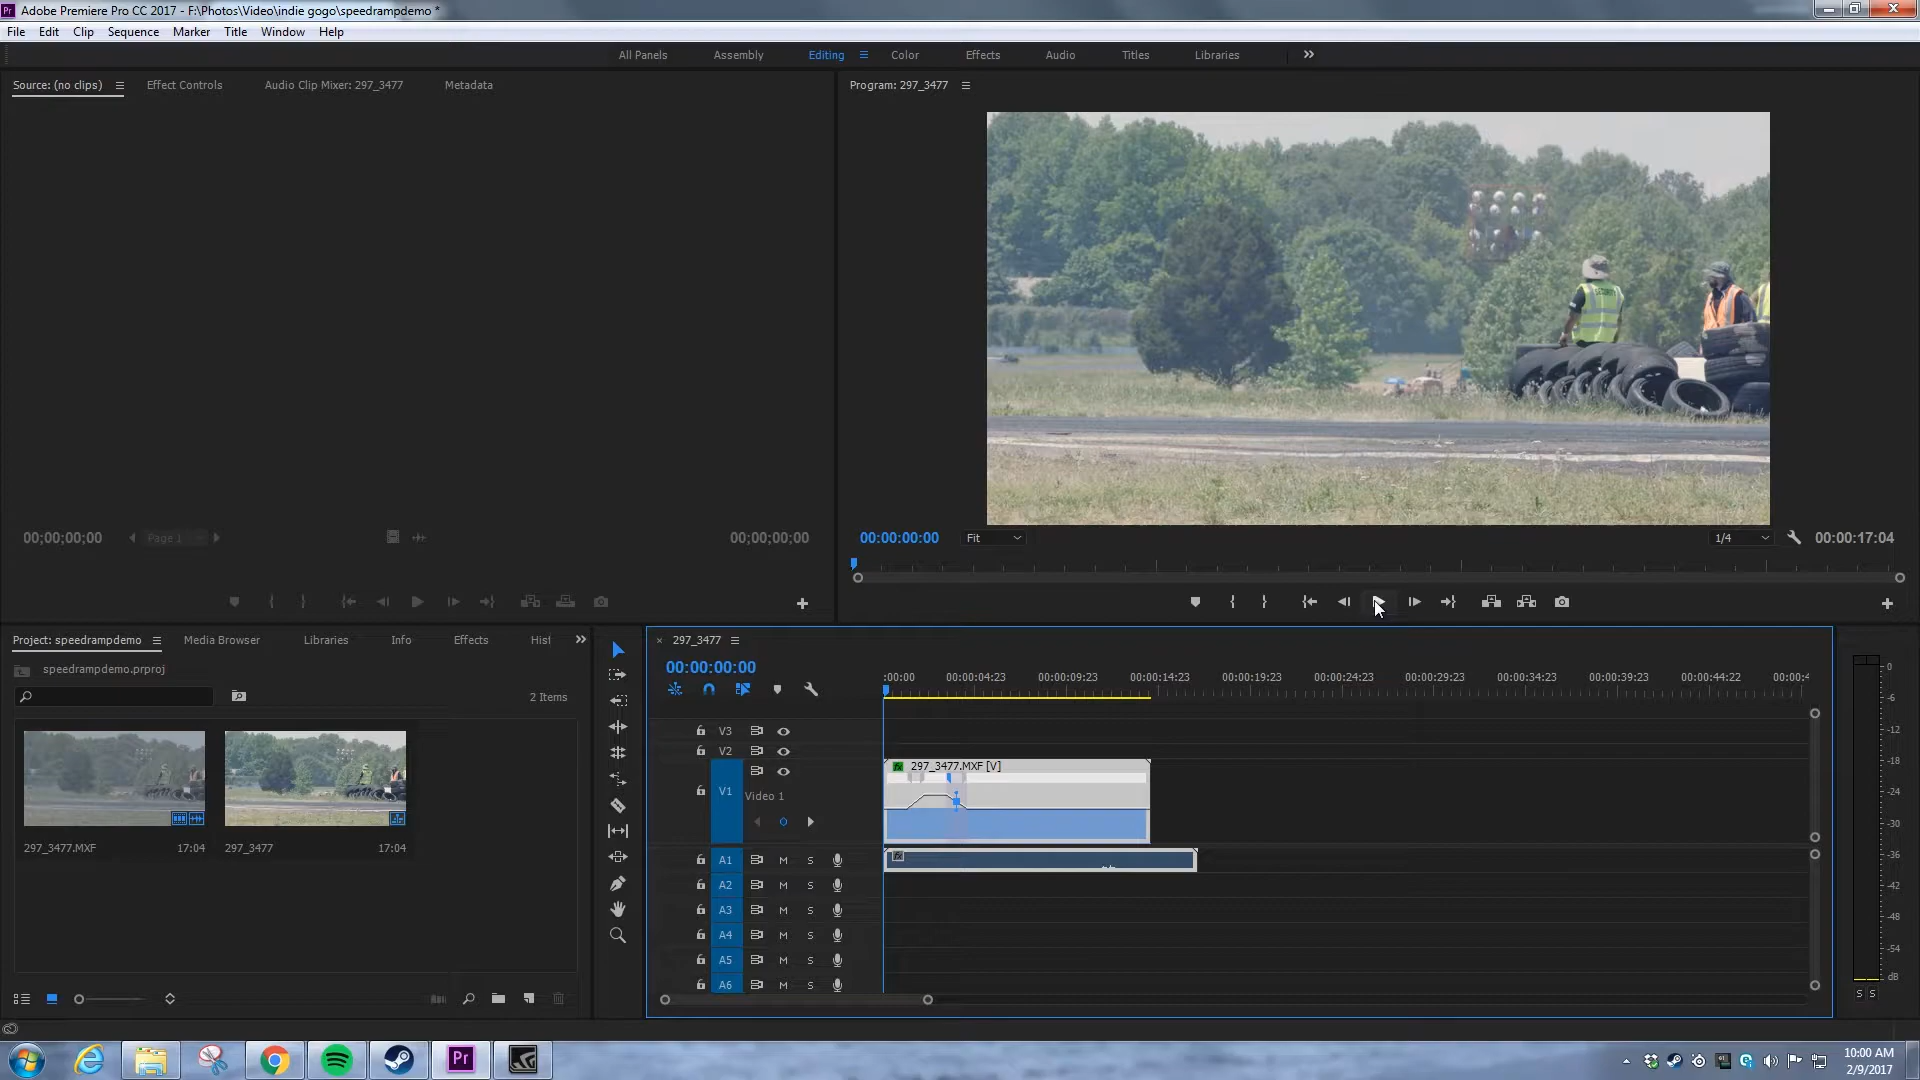 Adobe Premiere Pro CC 2017 - F:\Photos\Video\indie gogo\speedrampdemo *
File Edit Clip Sequence Marker Title Window Help
All Panels Assembly Editing Color Effects Audio Titles Libraries
Source: (no clips) Effect Controls Audio Clip Mixer: 297_3477 Metadata
Program: 297_3477
SECURITY
00;00;00;00 Page 1 00;00;00;00
00:00:00:00 Fit 1/4 00:00:17:04
Project: speedrampdemo Media Browser Libraries Info Effects Hist
speedrampdemo.prproj
2 Items
297_3477.MXF 17:04 297_3477 17:04
297_3477
00:00:00:00
:00:00 00:00:04:23 00:00:09:23 00:00:14:23 00:00:19:23 00:00:24:23 00:00:29:23 00:00:34:23 00:00:39:23 00:00:44:22 00:00:4
V3
V2
297_3477.MXF [V]
V1 Video 1
A1 M S
A2 M S
A3 M S
A4 M S
A5 M S
A6 M S
0
-6
-12
-18
-24
-30
-36
-42
-48
-54
dB
S S
Pr
10:00 AM
2/9/2017